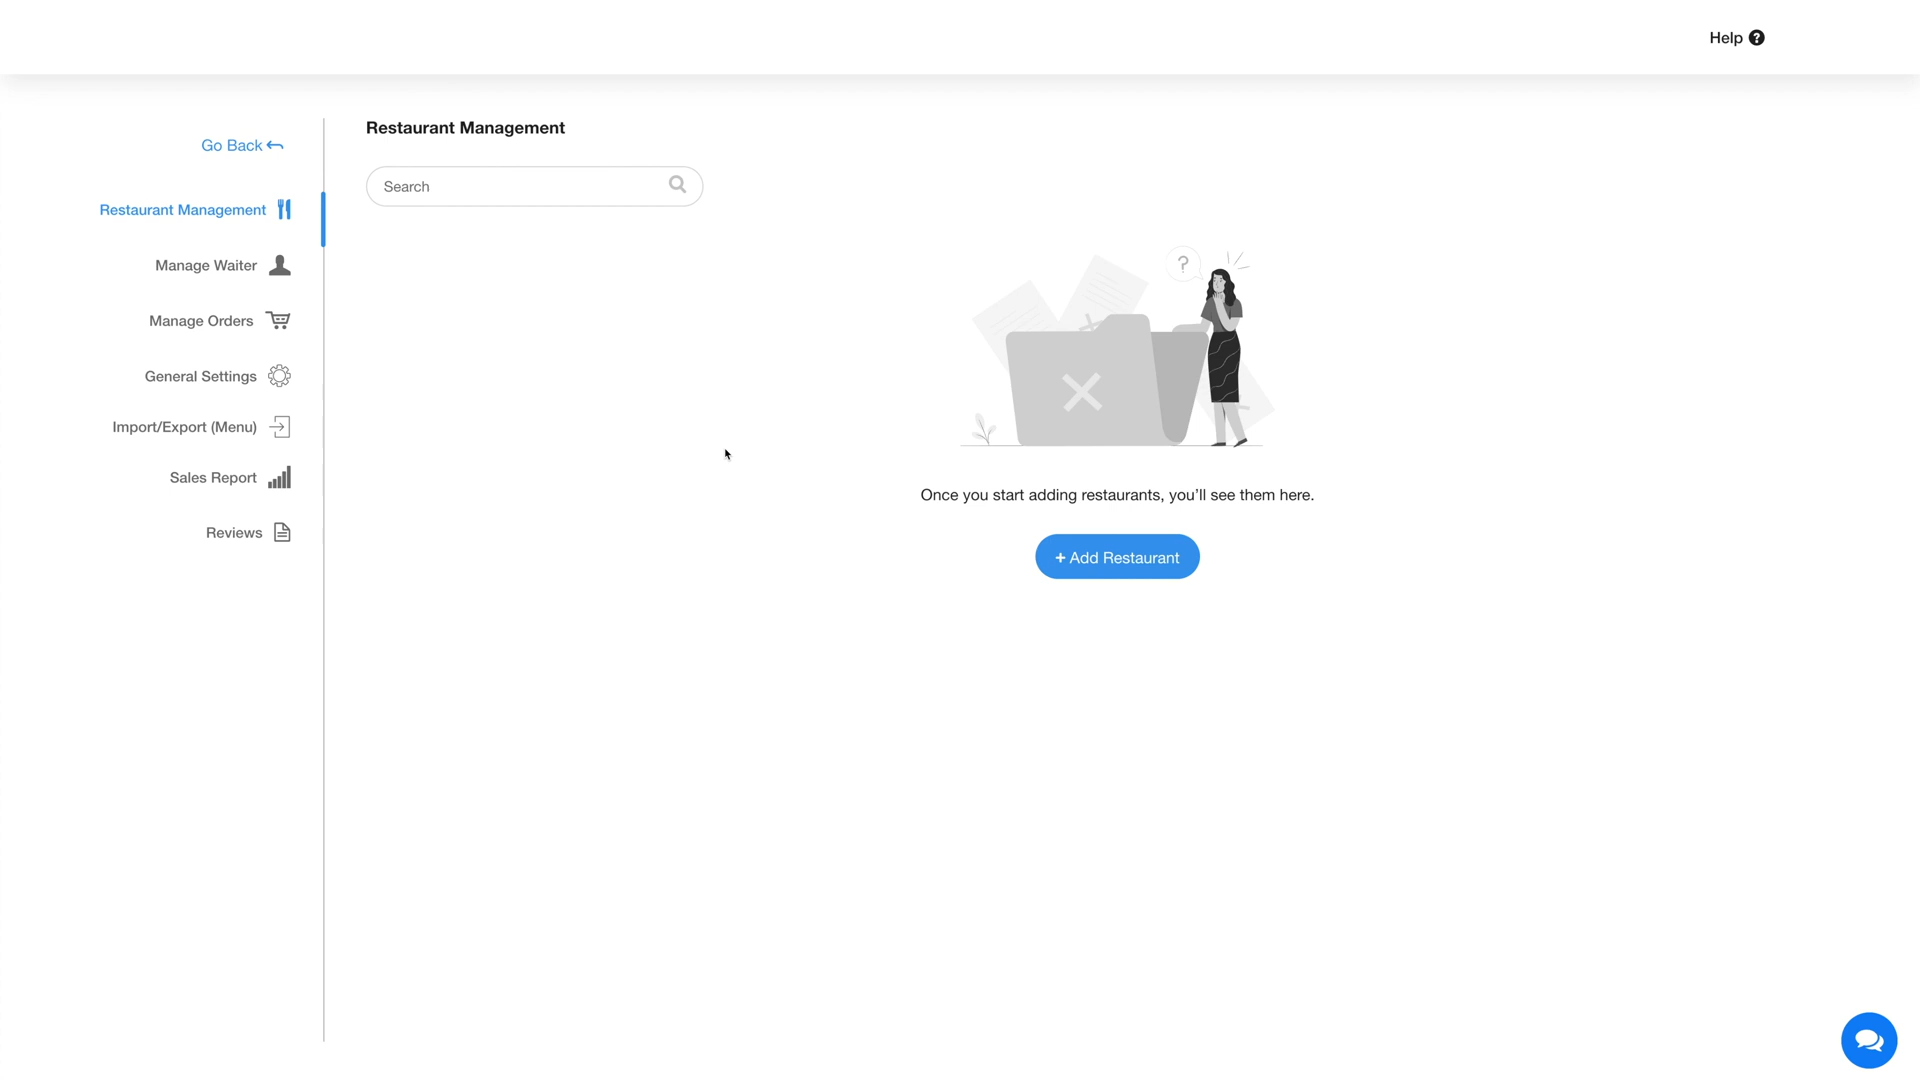 Help
Go Back
Restaurant Management
Manage Waiter
Manage Orders
General Settings
Import/Export (Menu)
Sales Report
Reviews
Restaurant Management
Search
?
Once you start adding restaurants, you’ll see them here.
+ Add Restaurant